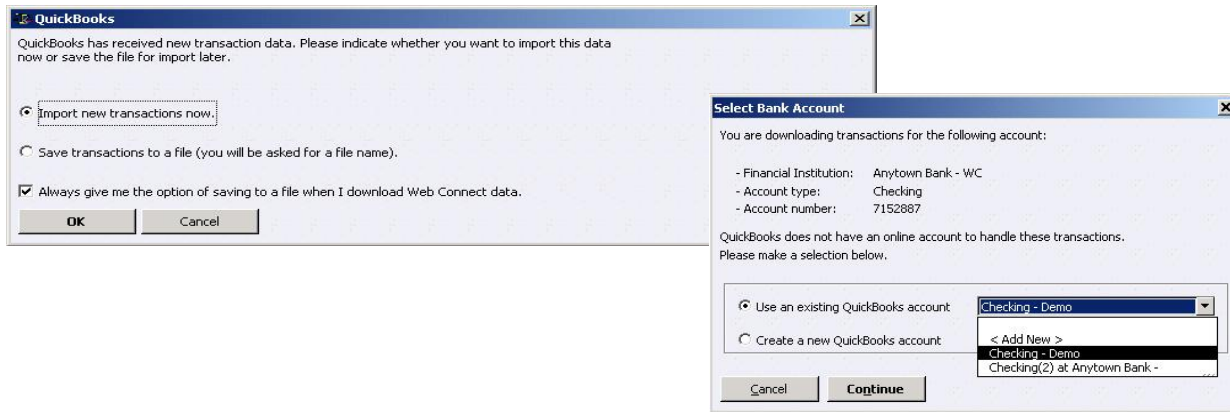 QuickBooks
QuickBooks has received new transaction data. Please indicate whether you want to import this data
now or save the file for import later.
Import new transactions now.
Save transactions to a file (you will be asked for a file name).
Always give me the option of saving to a file when I download Web Connect data.
OK Cancel
Select Bank Account
You are downloading transactions for the following account:
- Financial Institution: Anytown Bank - WC
- Account type: Checking
- Account number: 7152887
QuickBooks does not have an online account to handle these transactions.
Please make a selection below.
Use an existing QuickBooks account Checking - Demo
Create a new QuickBooks account < Add New >
Checking - Demo
Checking(2) at Anytown Bank -
Cancel Continue